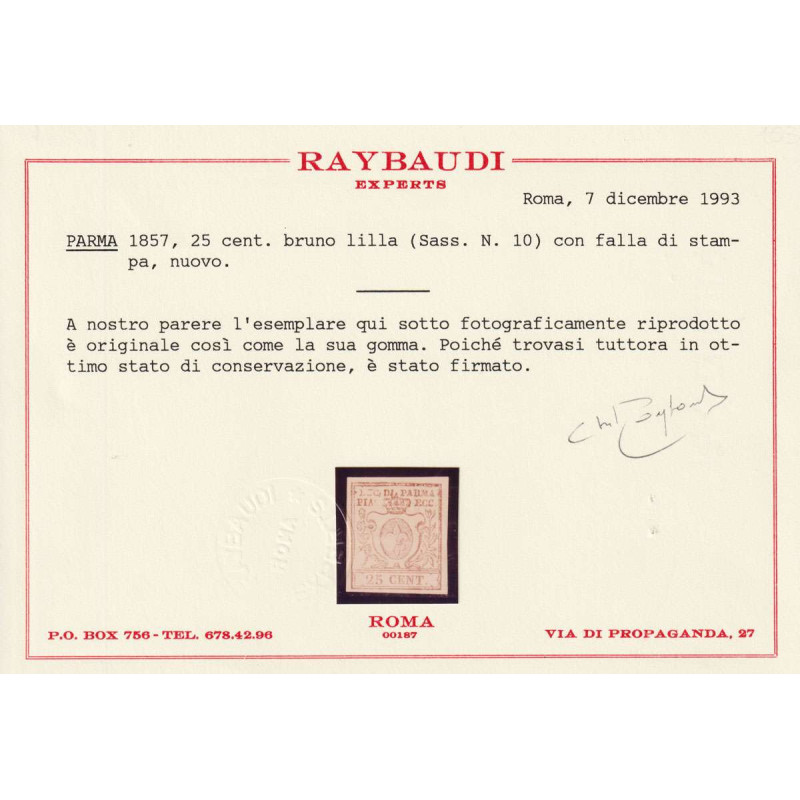 RAYBAUDI
EXPERTS
Roma, 7 dicembre 1993
PARMA 1857, 25 cent. bruno lilla (Sass. N. 10) con falla di stam-
pa, nuovo.
A nostro parere l'esemplare qui sotto fotograficamente riprodotto
è originale così come la sua gomma. Poiché trovasi tuttora in ot-
timo stato di conservazione, è stato firmato.
DI PARMA
ECC.
25 CENT.
ROMA
ROMA
00187
P.O. BOX 756 - TEL. 678.42.96
VIA DI PROPAGANDA, 27